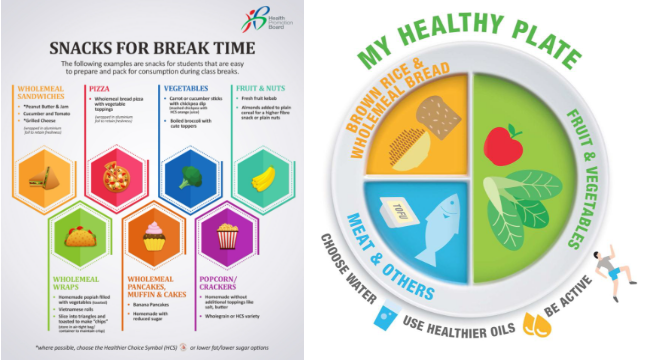 Health
Promotion
Board
SNACKS FOR BREAK TIME
The following examples are snacks for students that are easy
to prepare and pack for consumption during class breaks.
WHOLEMEAL
SANDWICHES
• *Peanut Butter & Jam
• Cucumber and Tomato
• *Grilled Cheese
(wrapped in aluminium
foil to retain freshness)
PIZZA
• Wholemeal bread pizza
with vegetable
toppings
(wrapped in aluminium
foil to retain freshness)
VEGETABLES
• Carrot or cucumber sticks
with chickpea dip
(mashed chickpeas with
HCS orange juice)
• Boiled broccoli with
cute toppers
FRUIT & NUTS
• Fresh fruit kebab
• Almonds added to plain
cereal for a higher fibre
snack or plain nuts
WHOLEMEAL
WRAPS
• Homemade popiah filled
with vegetables (toasted)
• Vietnamese rolls
• Slice into triangles and
toasted to make "chips"
(store in air-tight bag/
container to maintain crisp)
WHOLEMEAL
PANCAKES,
MUFFIN & CAKES
• Banana Pancakes
• Homemade with
reduced sugar
POPCORN/
CRACKERS
• Homemade without
additional toppings like
salt, butter
• Wholegrain or HCS variety
*where possible, choose the Healthier Choice Symbol (HCS) or lower fat/lower sugar options
MY HEALTHY PLATE
BROWN RICE &
WHOLEMEAL BREAD
FRUIT & VEGETABLES
TOFU
MEAT & OTHERS
CHOOSE WATER
USE HEALTHIER OILS
BE ACTIVE